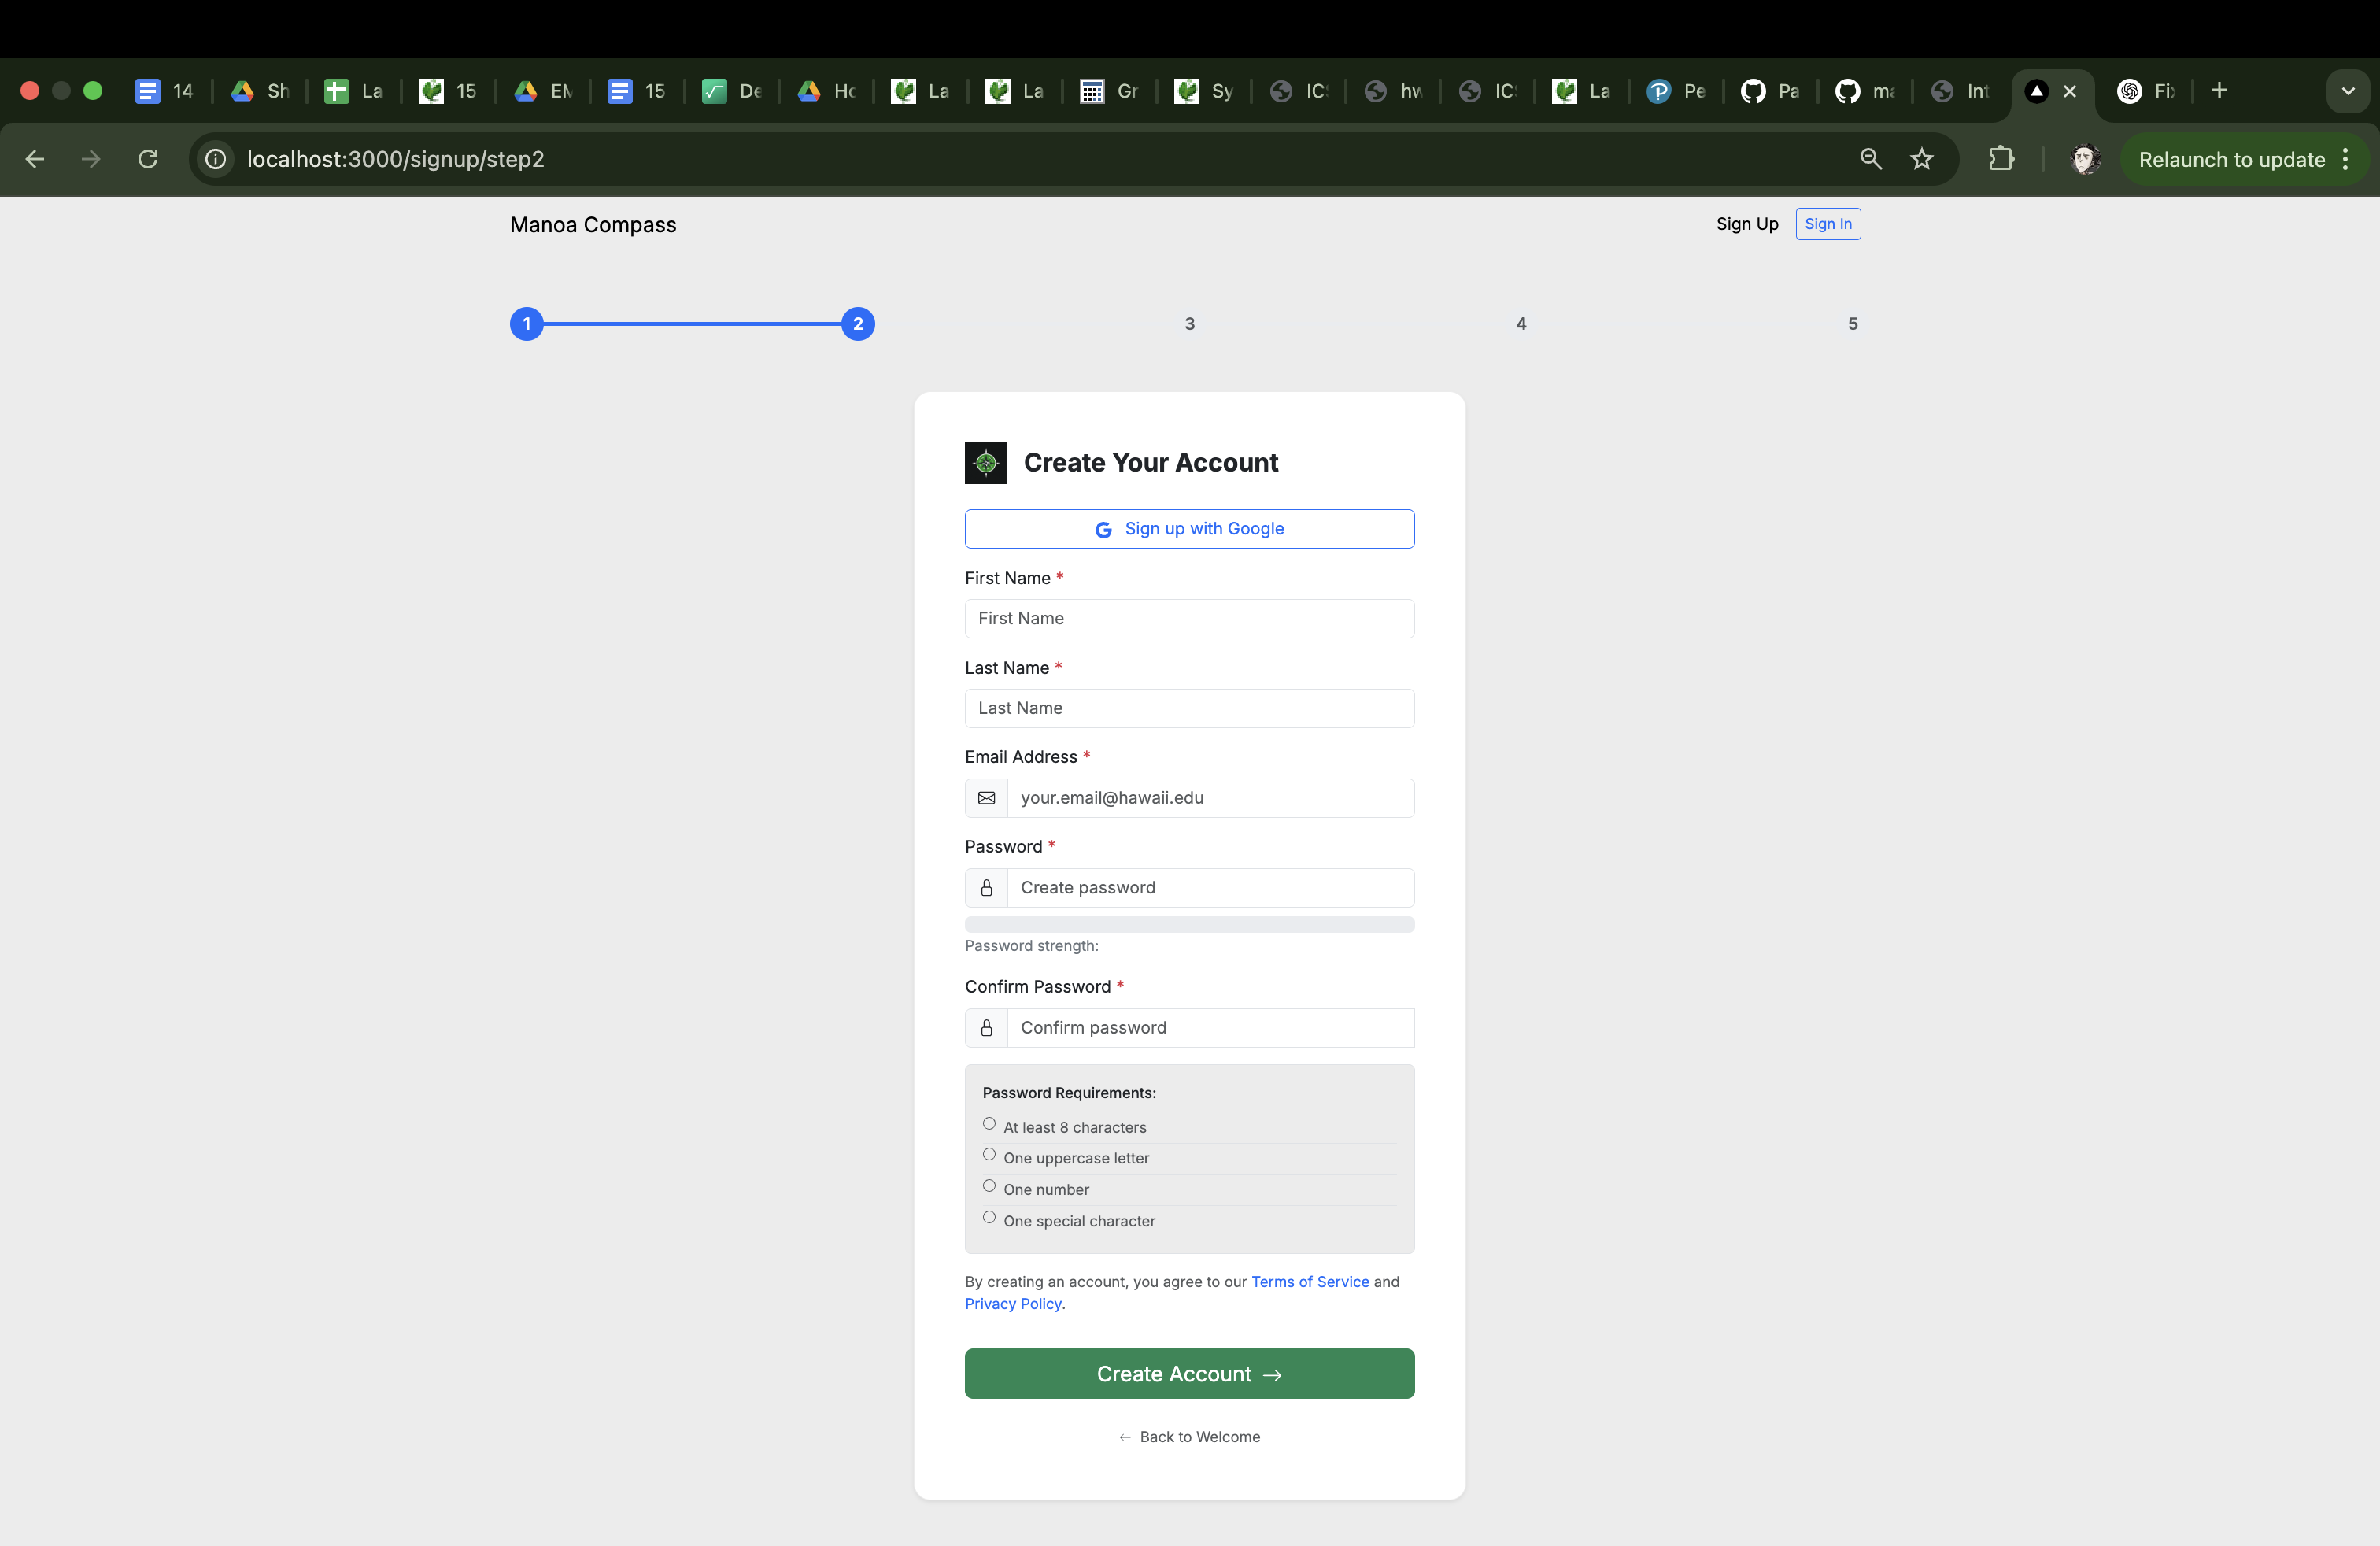 14 Sh La 15 EM 15 De Ho La La Gr Sy ICS hw ICS La Pe Pa ma Int Fix
localhost:3000/signup/step2
Relaunch to update
Manoa Compass
Sign Up
Sign In
1 2 3 4 5
Create Your Account
Sign up with Google
First Name *
First Name
Last Name *
Last Name
Email Address *
your.email@hawaii.edu
Password *
Create password
Password strength:
Confirm Password *
Confirm password
Password Requirements:
At least 8 characters
One uppercase letter
One number
One special character
By creating an account, you agree to our Terms of Service and
Privacy Policy.
Create Account →
← Back to Welcome